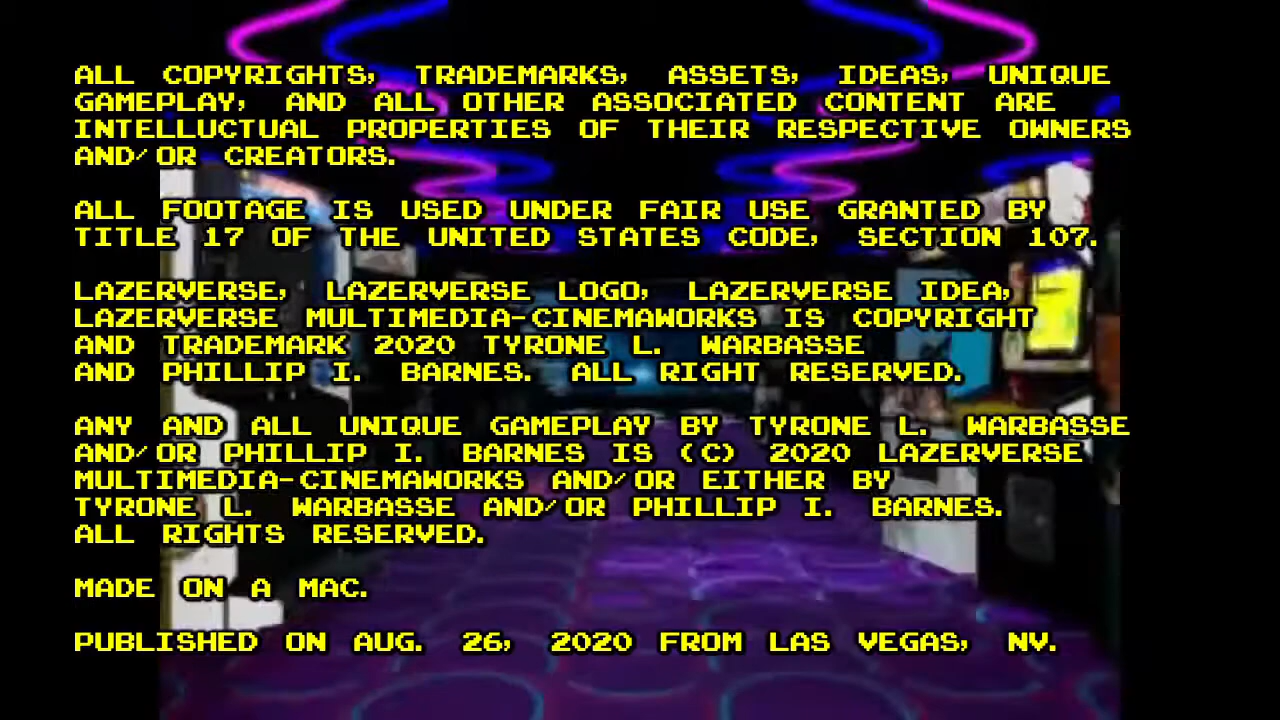 ALL COPYRIGHTS, TRADEMARKS, ASSETS, IDEAS, UNIQUE
GAMEPLAY, AND ALL OTHER ASSOCIATED CONTENT ARE
INTELLUCTUAL PROPERTIES OF THEIR RESPECTIVE OWNERS
AND/OR CREATORS.
ALL FOOTAGE IS USED UNDER FAIR USE GRANTED BY
TITLE 17 OF THE UNITED STATES CODE, SECTION 107.
LAZERVERSE, LAZERVERSE LOGO, LAZERVERSE IDEA,
LAZERVERSE MULTIMEDIA-CINEMAWORKS IS COPYRIGHT
AND TRADEMARK 2020 TYRONE L. WARBASSE
AND PHILLIP I. BARNES. ALL RIGHT RESERVED.
ANY AND ALL UNIQUE GAMEPLAY BY TYRONE L. WARBASSE
AND/OR PHILLIP I. BARNES IS (C) 2020 LAZERVERSE
MULTIMEDIA-CINEMAWORKS AND/OR EITHER BY
TYRONE L. WARBASSE AND/OR PHILLIP I. BARNES.
ALL RIGHTS RESERVED.
MADE ON A MAC.
PUBLISHED ON AUG. 26, 2020 FROM LAS VEGAS, NV.